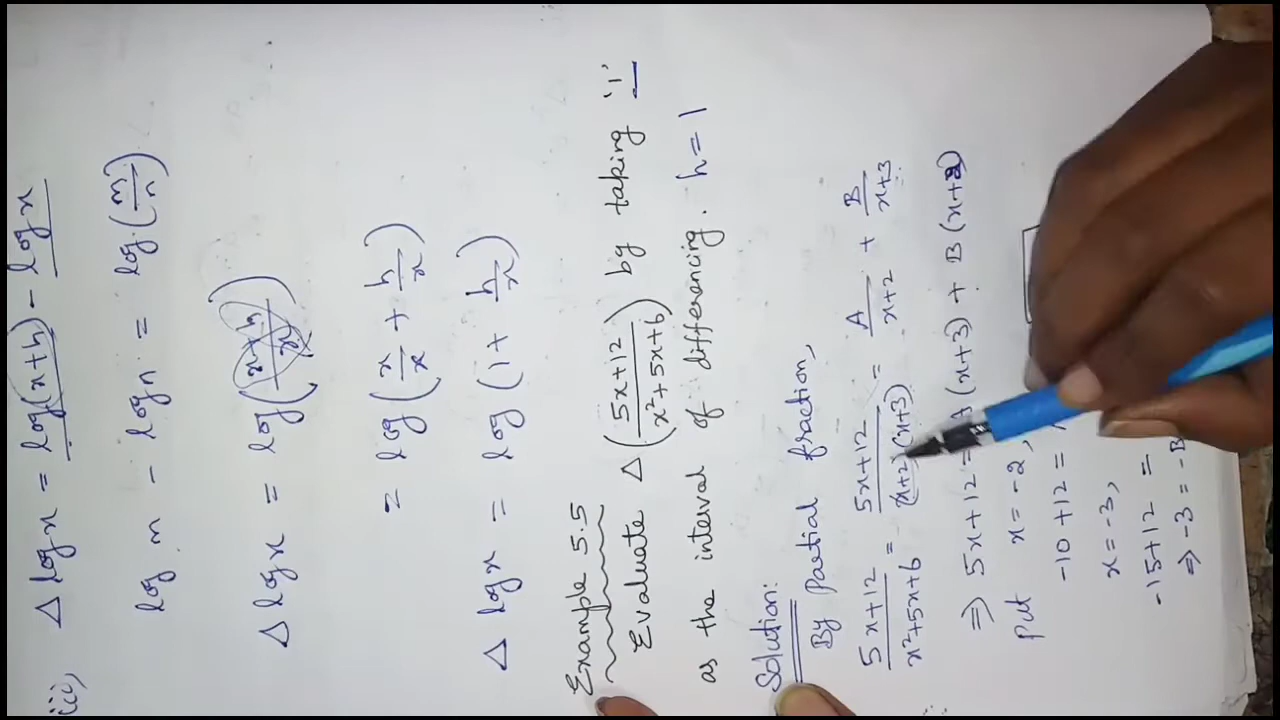 (iii) Δ log x = log(x+h) - log x
log m - log n = log (m/n)
Δ log x = log ((x+h)/x)
= log (x/x + h/x)
Δ log x = log (1 + h/x)
Example 5.5
Evaluate Δ ((5x+12)/(x²+5x+6)) by taking '1'
as the interval of differencing. h = 1
Solution:
By Partial fraction,
(5x+12)/(x²+5x+6) = (5x+12)/((x+2)(x+3)) = A/(x+2) + B/(x+3)
⇒ 5x+12 = A (x+3) + B (x+2)
Put x = -2,
-10 + 12 =
x = -3,
-15 + 12 =
⇒ -3 = -B